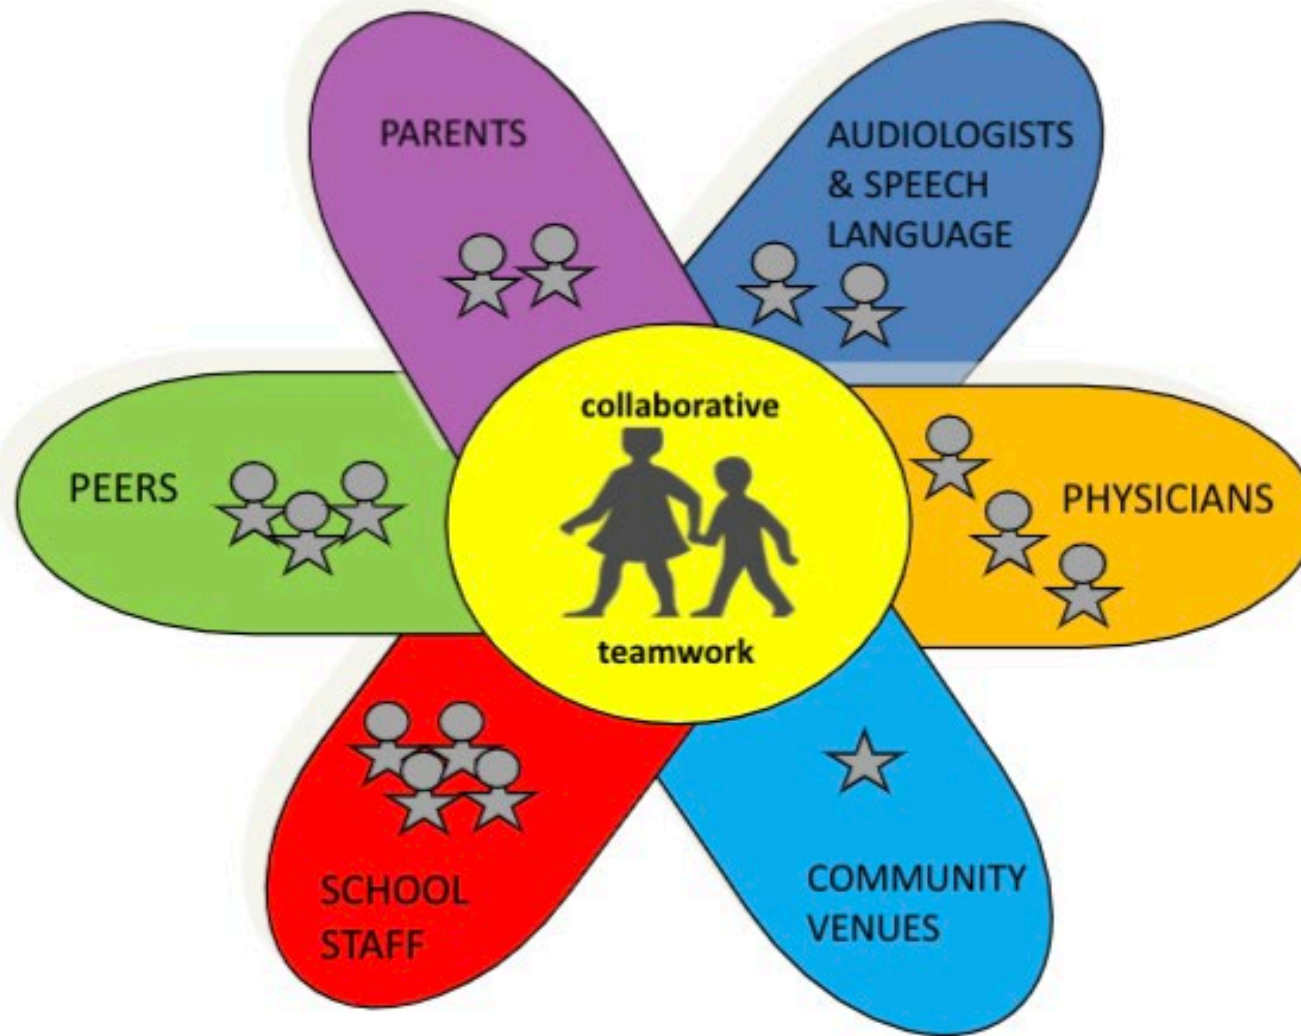 PARENTS
AUDIOLOGISTS
& SPEECH
LANGUAGE
PEERS
collaborative
teamwork
PHYSICIANS
SCHOOL
STAFF
COMMUNITY
VENUES